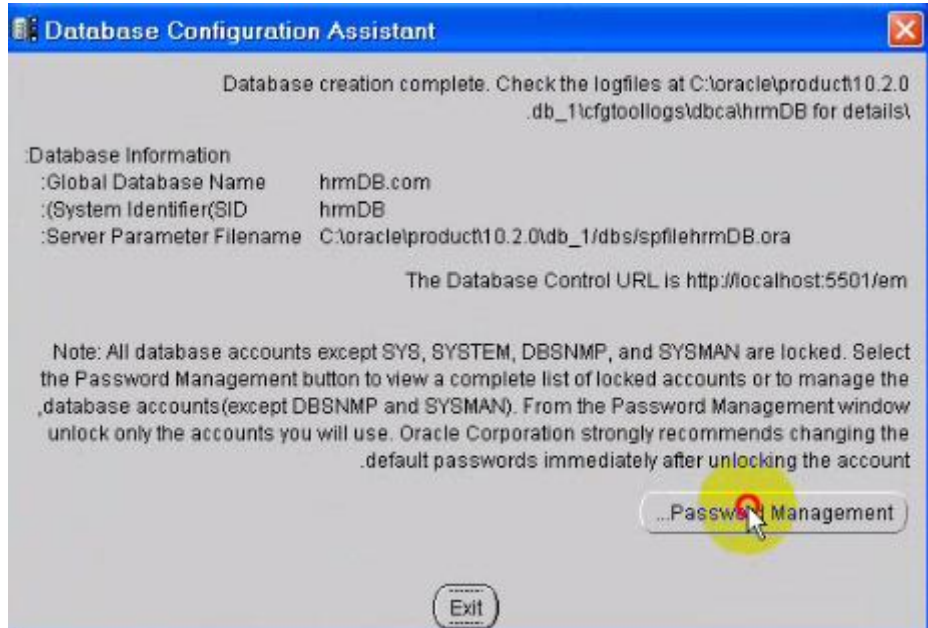 Database Configuration Assistant
Database creation complete. Check the logfiles at C:\oracle\product\10.2.0
.db_1\cfgtoollogs\dbca\hrmDB for details\
:Database Information
:Global Database Name hrmDB.com
:(System Identifier(SID hrmDB
:Server Parameter Filename C:\oracle\product\10.2.0\db_1/dbs/spfilehrmDB.ora
The Database Control URL is http://localhost:5501/em
Note: All database accounts except SYS, SYSTEM, DBSNMP, and SYSMAN are locked. Select
the Password Management button to view a complete list of locked accounts or to manage the
,database accounts(except DBSNMP and SYSMAN). From the Password Management window
unlock only the accounts you will use. Oracle Corporation strongly recommends changing the
.default passwords immediately after unlocking the account
...Password Management
Exit